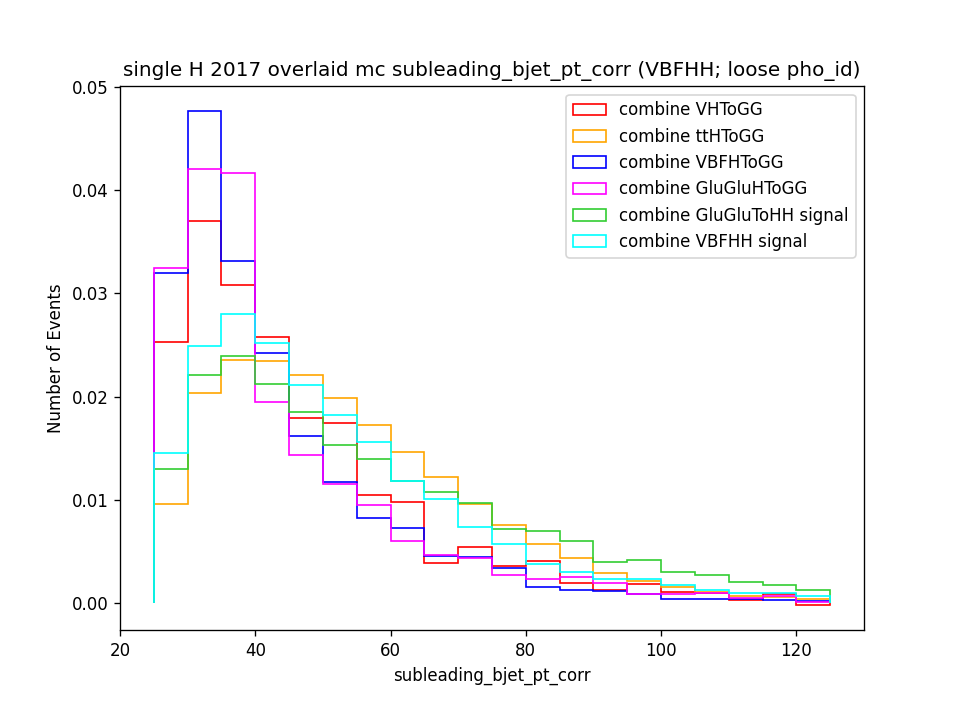 single H 2017 overlaid mc subleading_bjet_pt_corr (VBFHH; loose pho_id)
combine VHToGG
combine ttHToGG
combine VBFHToGG
combine GluGluHToGG
combine GluGluToHH signal
combine VBFHH signal
Number of Events
0.05
0.04
0.03
0.02
0.01
0.00
20 40 60 80 100 120
subleading_bjet_pt_corr